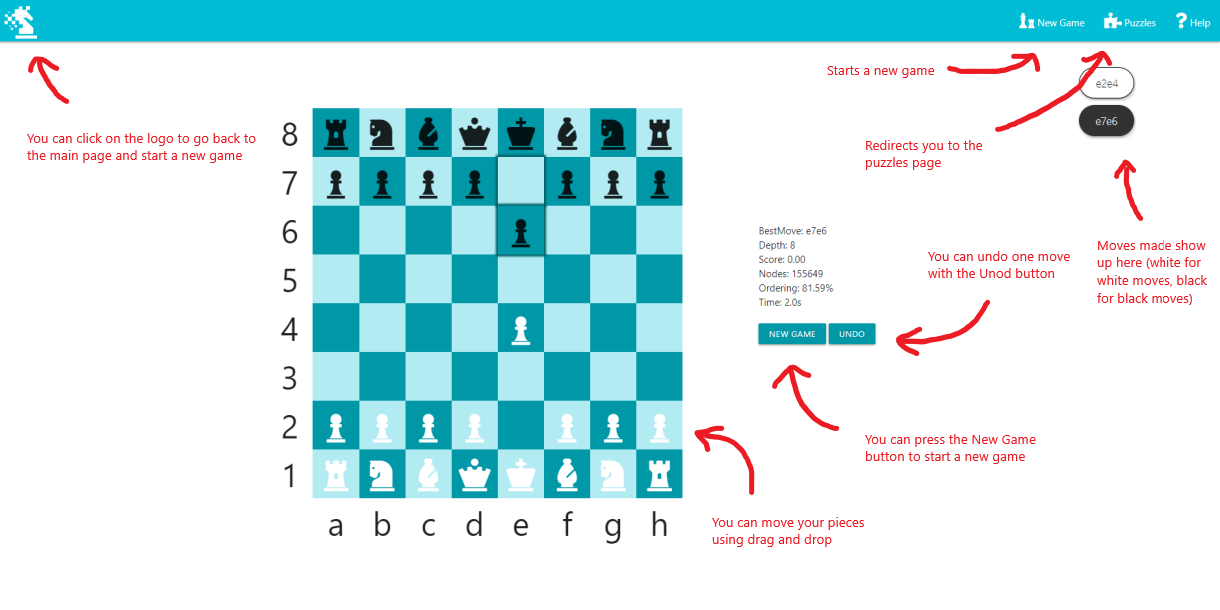 New Game
Puzzles
? Help
Starts a new game
e2e4
e7e6
You can click on the logo to go back to
the main page and start a new game
Redirects you to the
puzzles page
8
7
6
5
4
3
2
1
a b c d e f g h
BestMove: e7e6
Depth: 8
Score: 0.00
Nodes: 155649
Ordering: 81.59%
Time: 2.0s
NEW GAME
UNDO
You can undo one move
with the Unod button
Moves made show
up here (white for
white moves, black
for black moves)
You can press the New Game
button to start a new game
You can move your pieces
using drag and drop